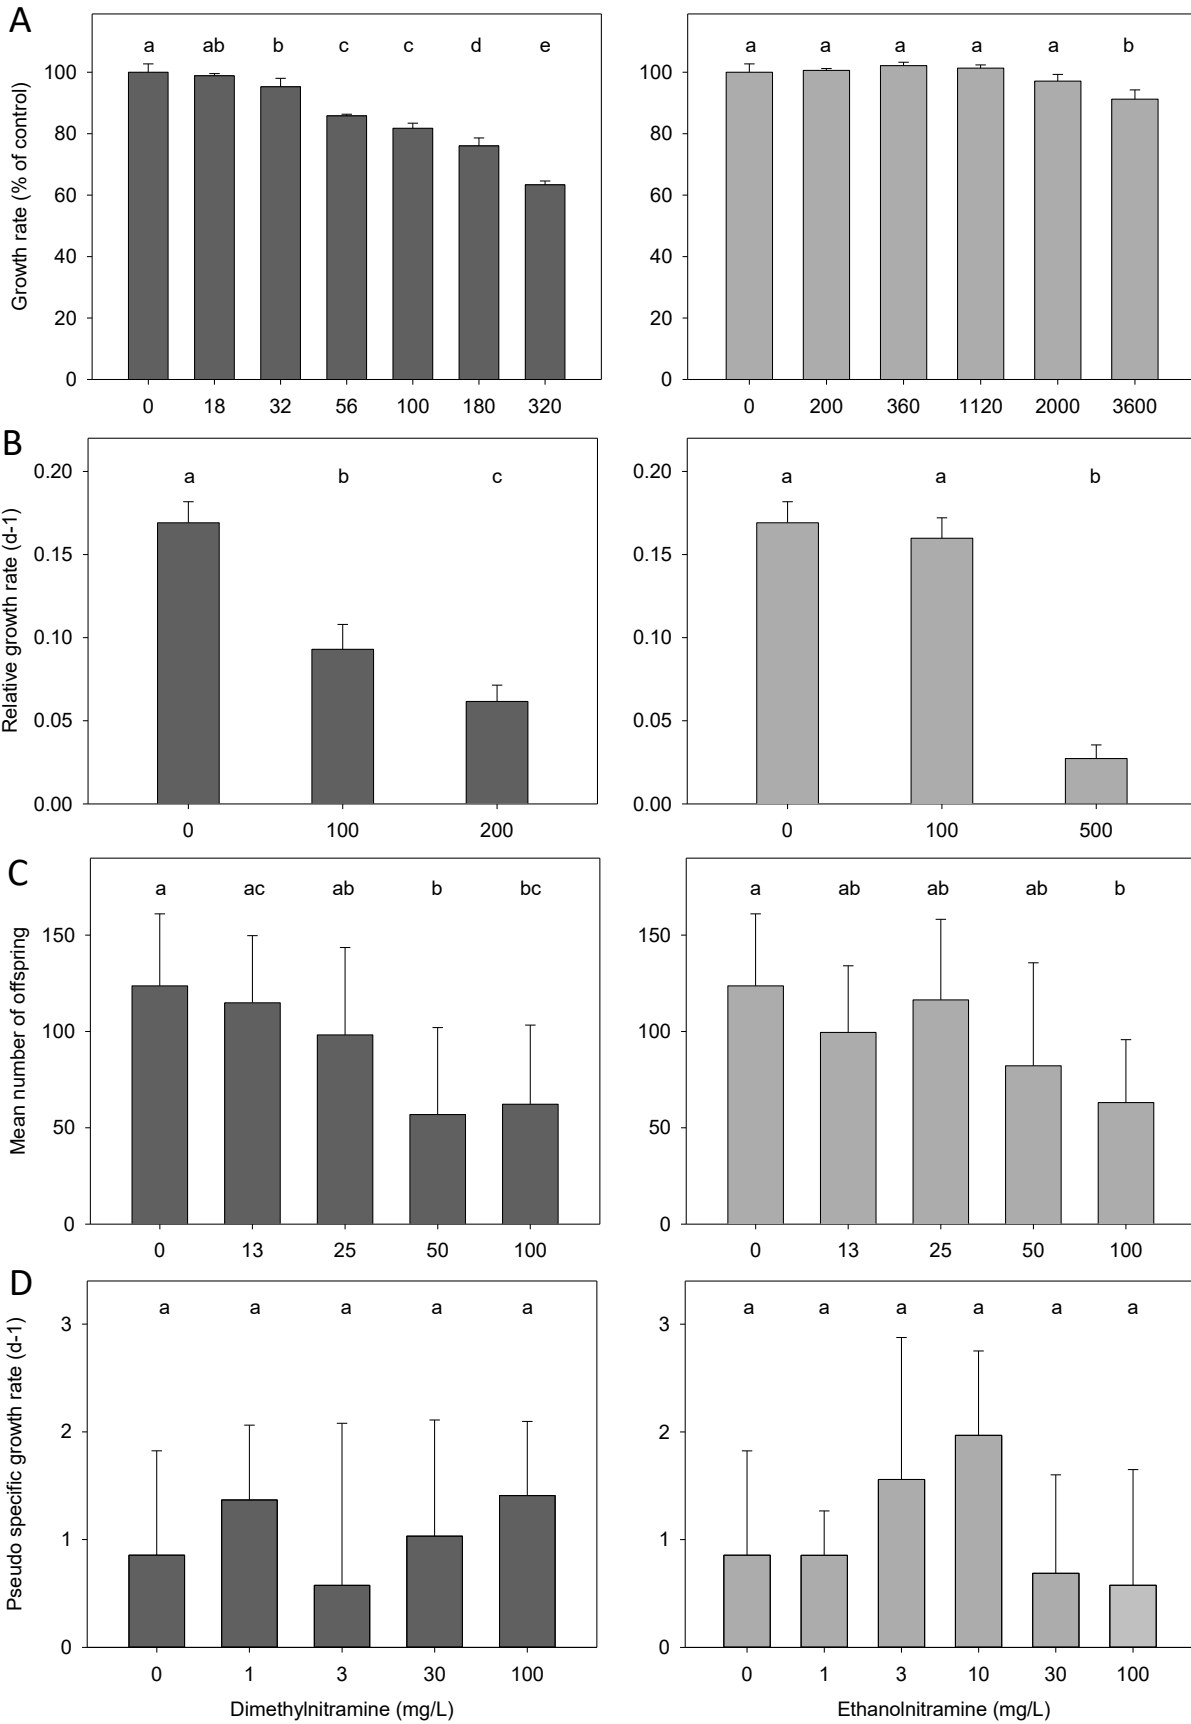 A
Growth rate (% of control)
a ab b c c d e
100
80
60
40
20
0
0 18 32 56 100 180 320
a a a a a b
100
80
60
40
20
0
0 200 360 1120 2000 3600
B
Relative growth rate (d-1)
a b c
0.20
0.15
0.10
0.05
0.00
0 100 200
a a b
0.20
0.15
0.10
0.05
0.00
0 100 500
C
Mean number of offspring
a ac ab b bc
150
100
50
0
0 13 25 50 100
a ab ab ab b
150
100
50
0
0 13 25 50 100
D
Pseudo specific growth rate (d-1)
a a a a a
3
2
1
0
0 1 3 30 100
Dimethylnitramine (mg/L)
a a a a a a
3
2
1
0
0 1 3 10 30 100
Ethanolnitramine (mg/L)